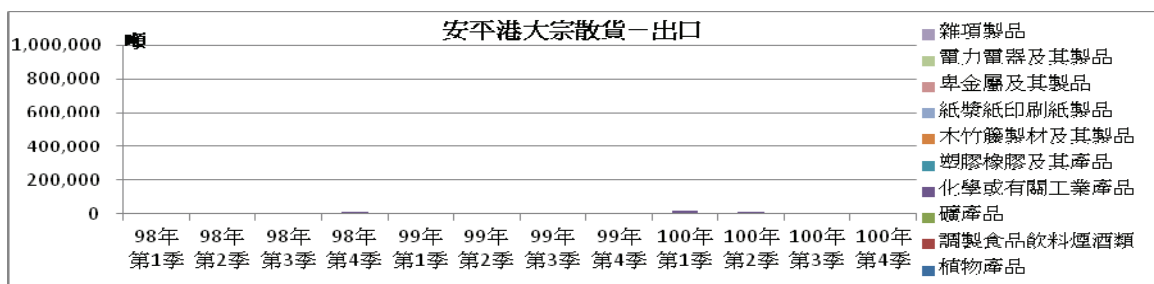 安平港大宗散貨－出口
噸
1,000,000
800,000
600,000
400,000
200,000
0
98年 第1季
98年 第2季
98年 第3季
98年 第4季
99年 第1季
99年 第2季
99年 第3季
99年 第4季
100年 第1季
100年 第2季
100年 第3季
100年 第4季
雜項製品
電力電器及其製品
卑金屬及其製品
紙漿紙印刷紙製品
木竹籐製材及其製品
塑膠橡膠及其產品
化學或有關工業產品
礦產品
調製食品飲料煙酒類
植物產品